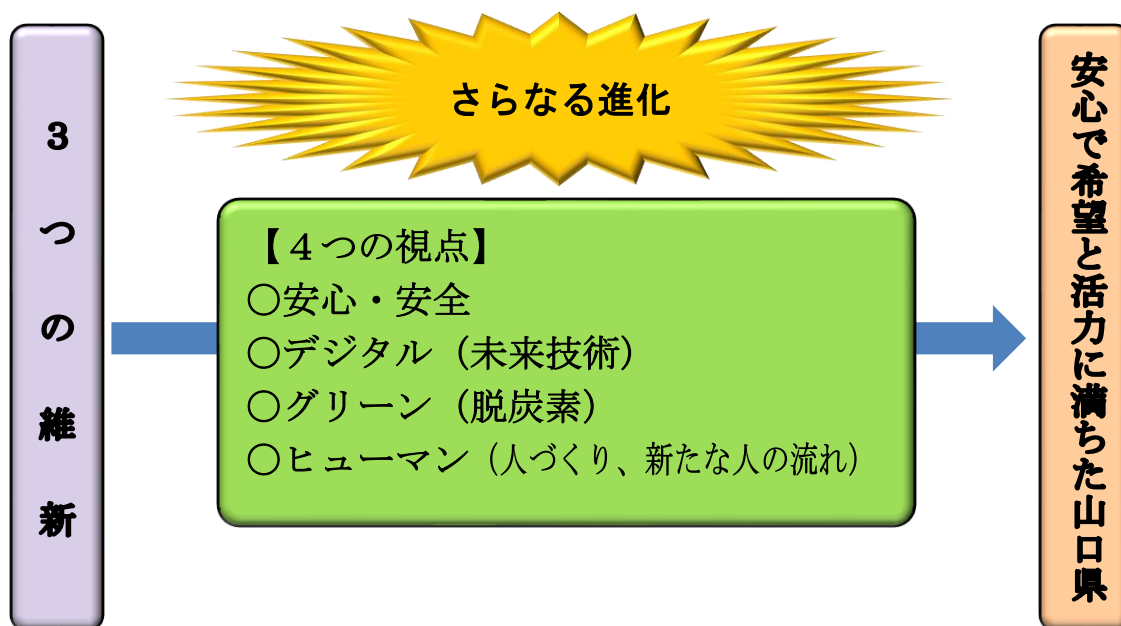 ３つの維新
さらなる進化
【４つの視点】
○安心・安全
○デジタル（未来技術）
○グリーン（脱炭素）
○ヒューマン（人づくり、新たな人の流れ）
安心で希望と活力に満ちた山口県